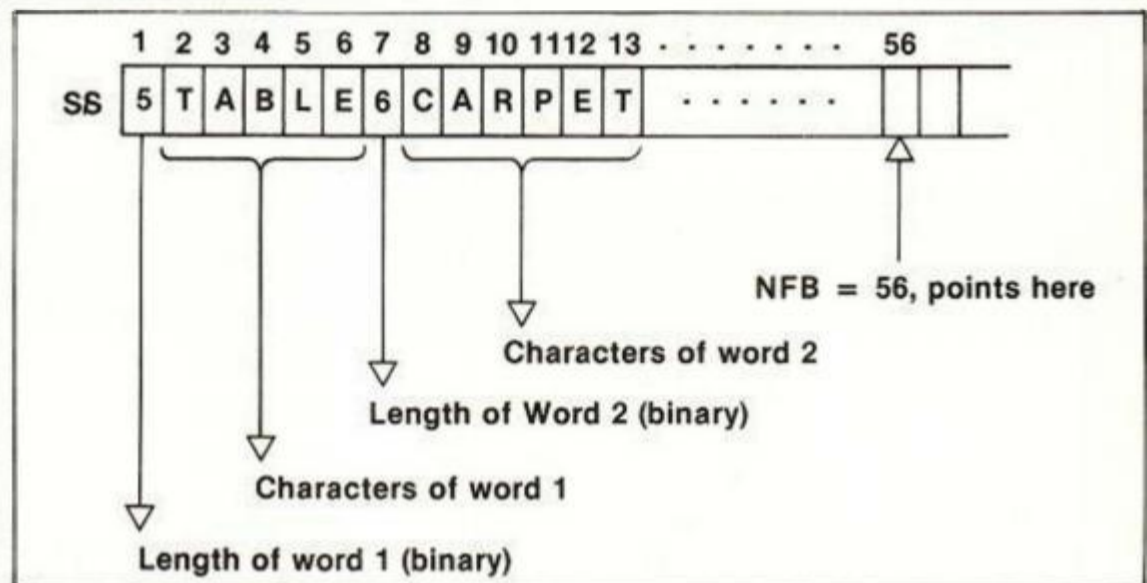 1 2 3 4 5 6 7 8 9 10 11 12 13 . . . . . . . 56
SS 5 T A B L E 6 C A R P E T . . . . . .
NFB = 56, points here
Characters of word 2
Length of Word 2 (binary)
Characters of word 1
Length of word 1 (binary)